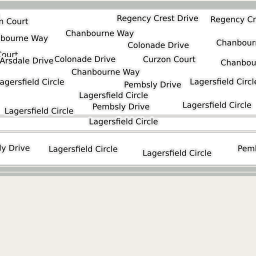 Regency Crest Drive
Regency Cr
n Court
Chanbourne Way
bourne Way
Colonade Drive
Chanbourn
Court
Arsdale Drive
Colonade Drive
Curzon Court
Chanbou
Chanbourne Way
agersfield Circle
Pembsly Drive
Lagersfield Circle
Lagersfield Circle
Pembsly Drive
Lagersfield Circle
Lagersfield Circle
Lagersfield Circle
ly Drive
Lagersfield Circle
Lagersfield Circle
Pemb